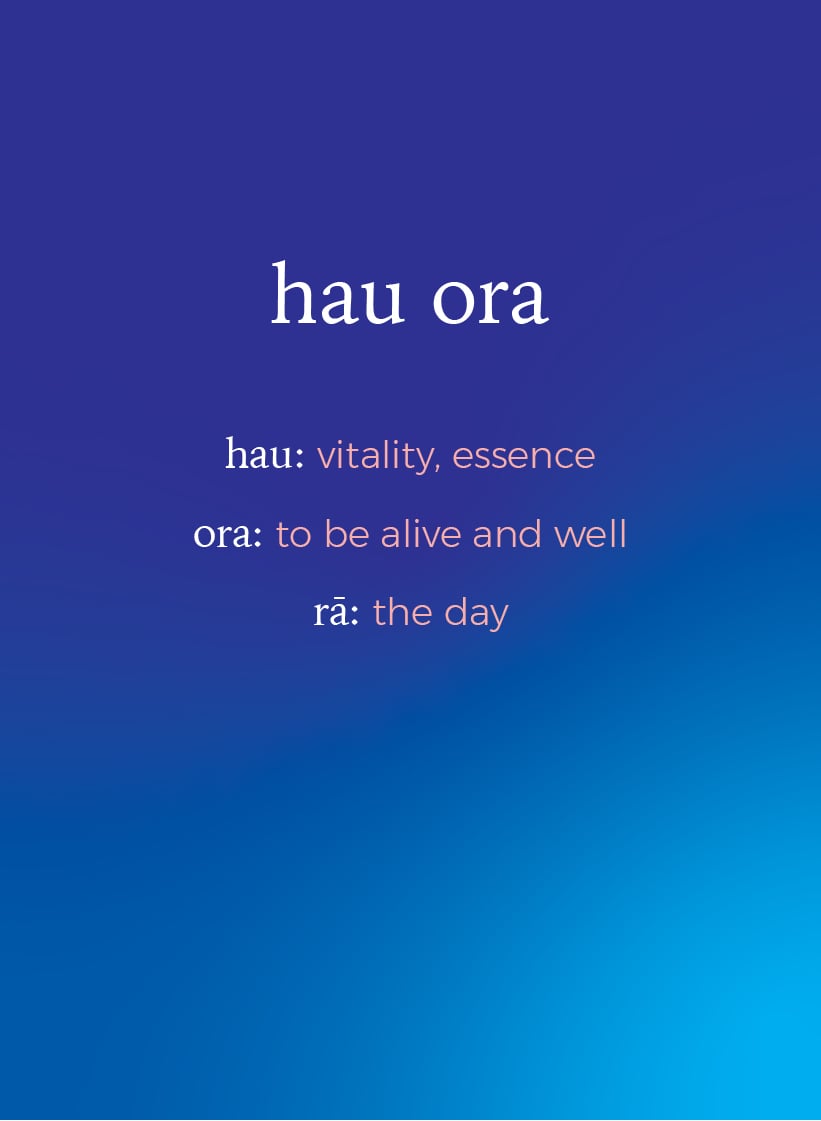 hau ora
hau: vitality, essence
ora: to be alive and well
rā: the day